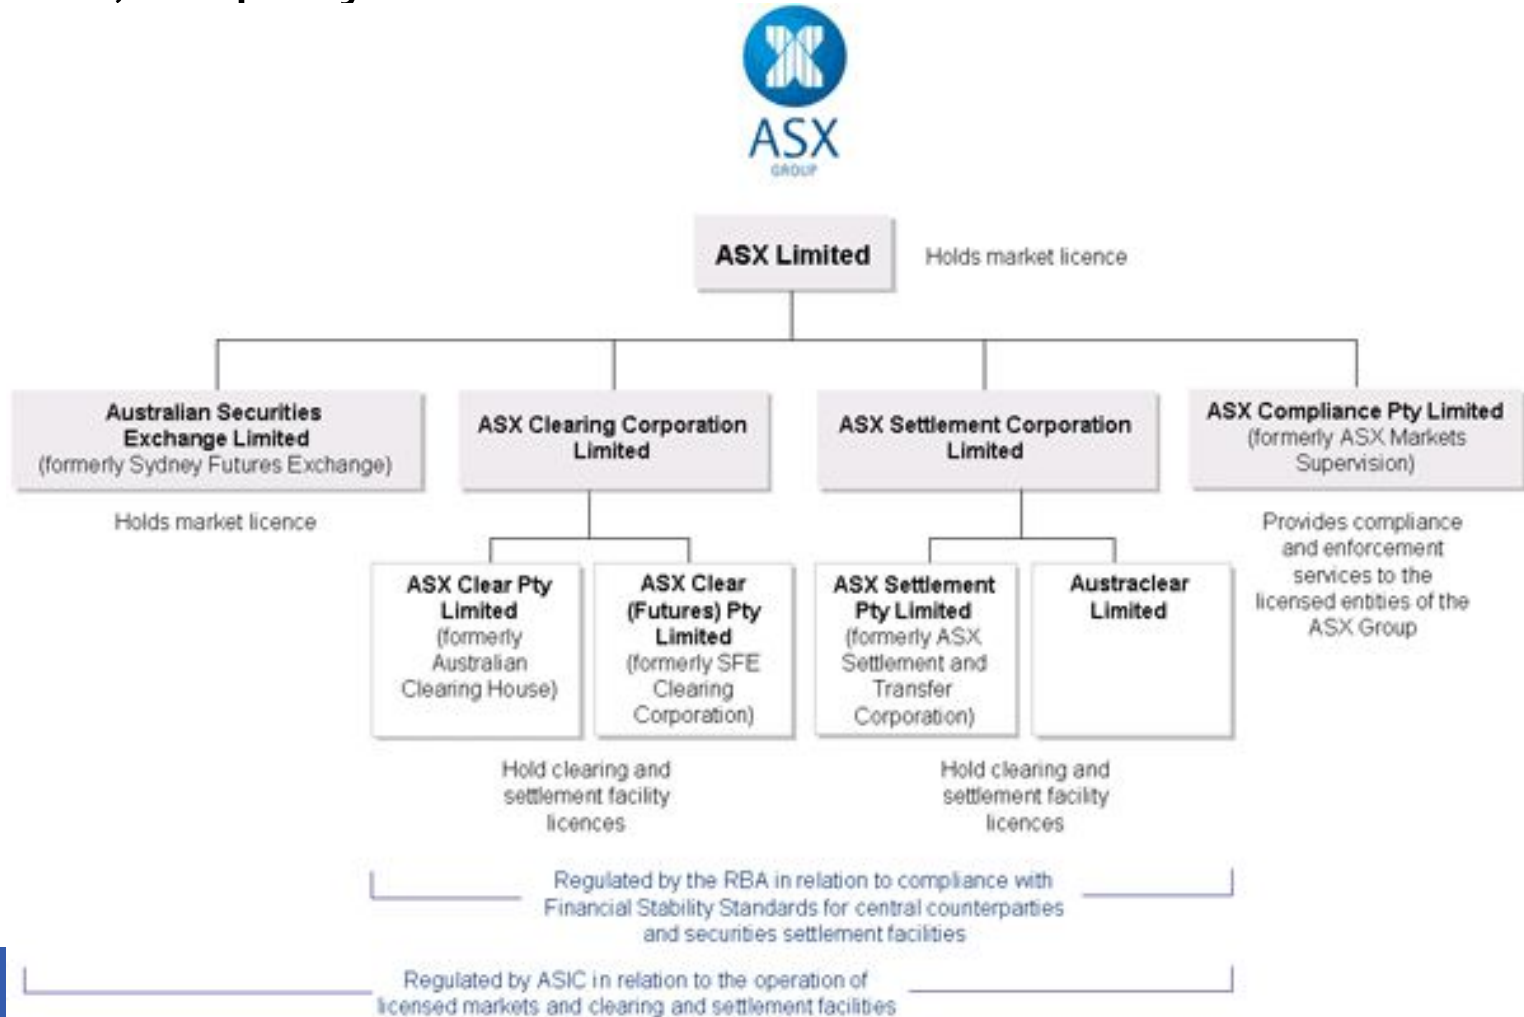 ASX
GROUP
ASX Limited
Holds market licence
Australian Securities
Exchange Limited
(formerly Sydney Futures Exchange)
Holds market licence
ASX Clearing Corporation
Limited
ASX Settlement Corporation
Limited
ASX Compliance Pty Limited
(formerly ASX Markets
Supervision)
Provides compliance
and enforcement
services to the
licensed entities of the
ASX Group
ASX Clear Pty
Limited
(formerly
Australian
Clearing House)
ASX Clear
(Futures) Pty
Limited
(formerly SFE
Clearing
Corporation)
ASX Settlement
Pty Limited
(formerly ASX
Settlement and
Transfer
Corporation)
Austraclear
Limited
Hold clearing and
settlement facility
licences
Hold clearing and
settlement facility
licences
Regulated by the RBA in relation to compliance with
Financial Stability Standards for central counterparties
and securities settlement facilities
Regulated by ASIC in relation to the operation of
licensed markets and clearing and settlement facilities